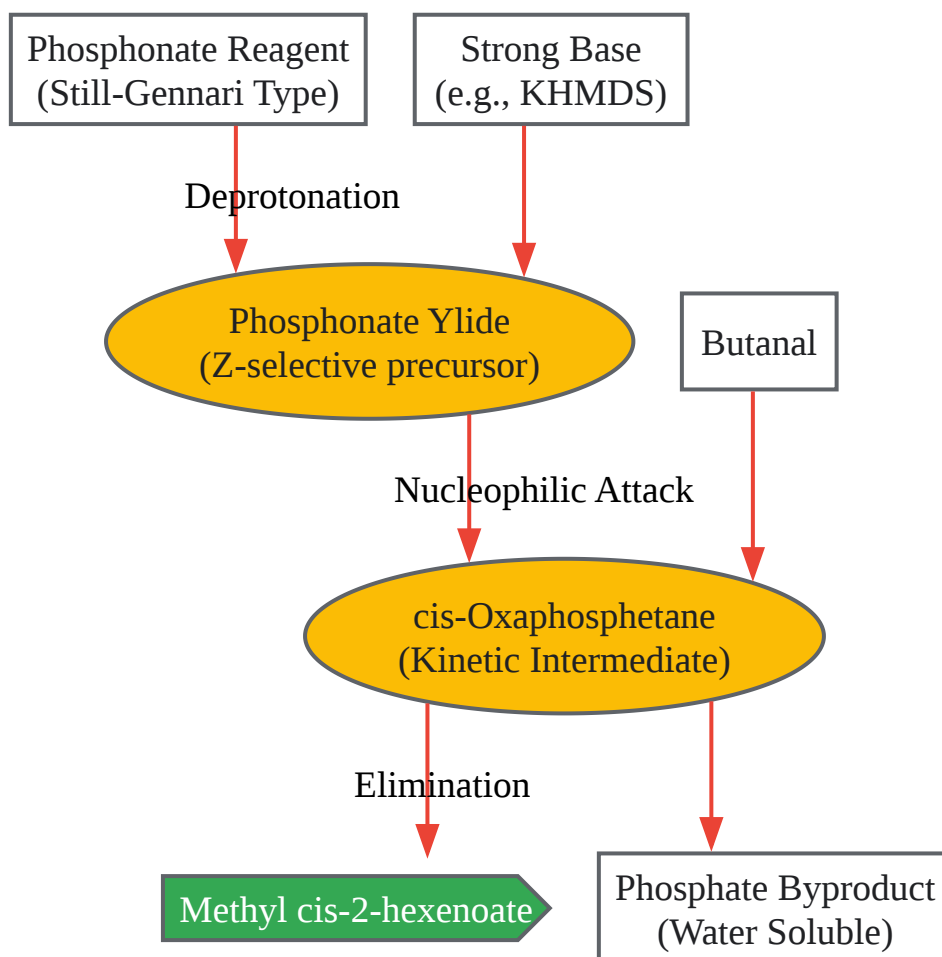 Phosphonate Reagent
(Still-Gennari Type)
Strong Base
(e.g., KHMDS)
Deprotonation
Phosphonate Ylide
(Z-selective precursor)
Butanal
Nucleophilic Attack
cis-Oxaphosphetane
(Kinetic Intermediate)
Elimination
Methyl cis-2-hexenoate
Phosphate Byproduct
(Water Soluble)